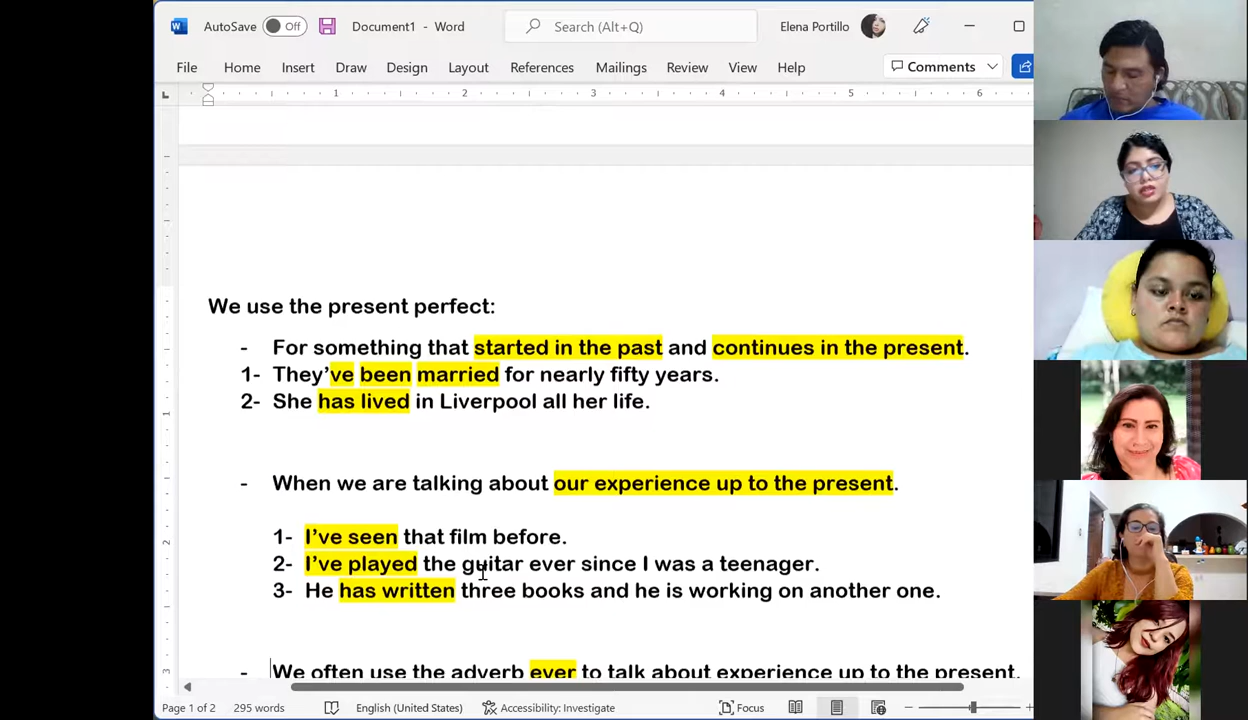 AutoSave Off Document1 - Word Search (Alt+Q) Elena Portillo
File Home Insert Draw Design Layout References Mailings Review View Help Comments
1 2 3 4 5 6
We use the present perfect:
- For something that started in the past and continues in the present.
1- They've been married for nearly fifty years.
2- She has lived in Liverpool all her life.
- When we are talking about our experience up to the present.
1- I've seen that film before.
2- I've played the guitar ever since I was a teenager.
3- He has written three books and he is working on another one.
- We often use the adverb ever to talk about experience up to the present.
Page 1 of 2 295 words English (United States) Accessibility: Investigate Focus